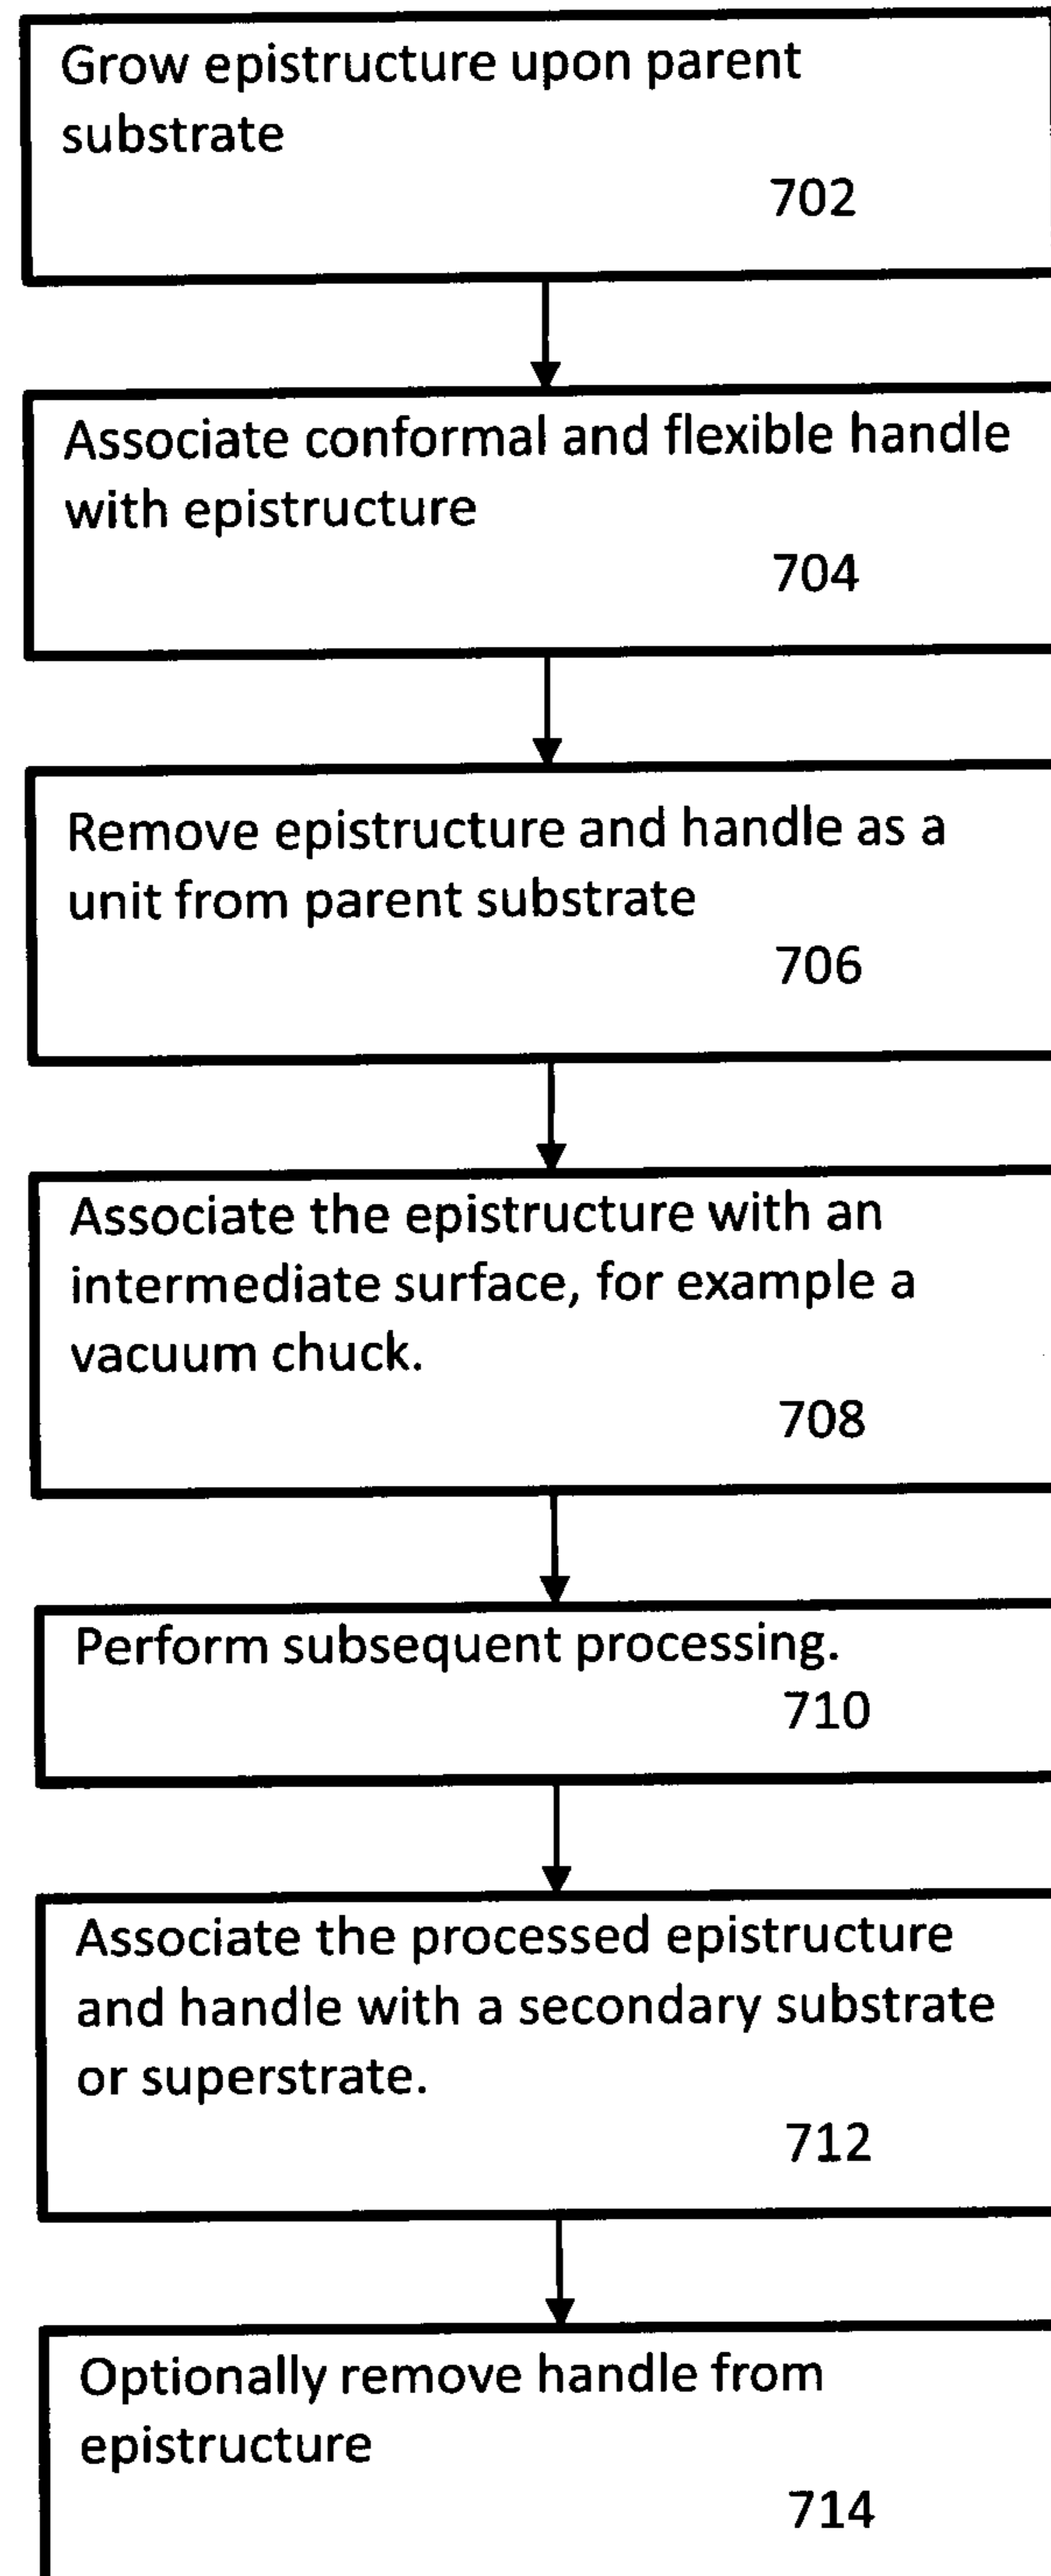 Grow epistructure upon parent
substrate
702
Associate conformal and flexible handle
with epistructure
704
Remove epistructure and handle as a
unit from parent substrate
706
Associate the epistructure with an
intermediate surface, for example a
vacuum chuck.
708
Perform subsequent processing.
710
Associate the processed epistructure
and handle with a secondary substrate
or superstrate.
712
Optionally remove handle from
epistructure
714